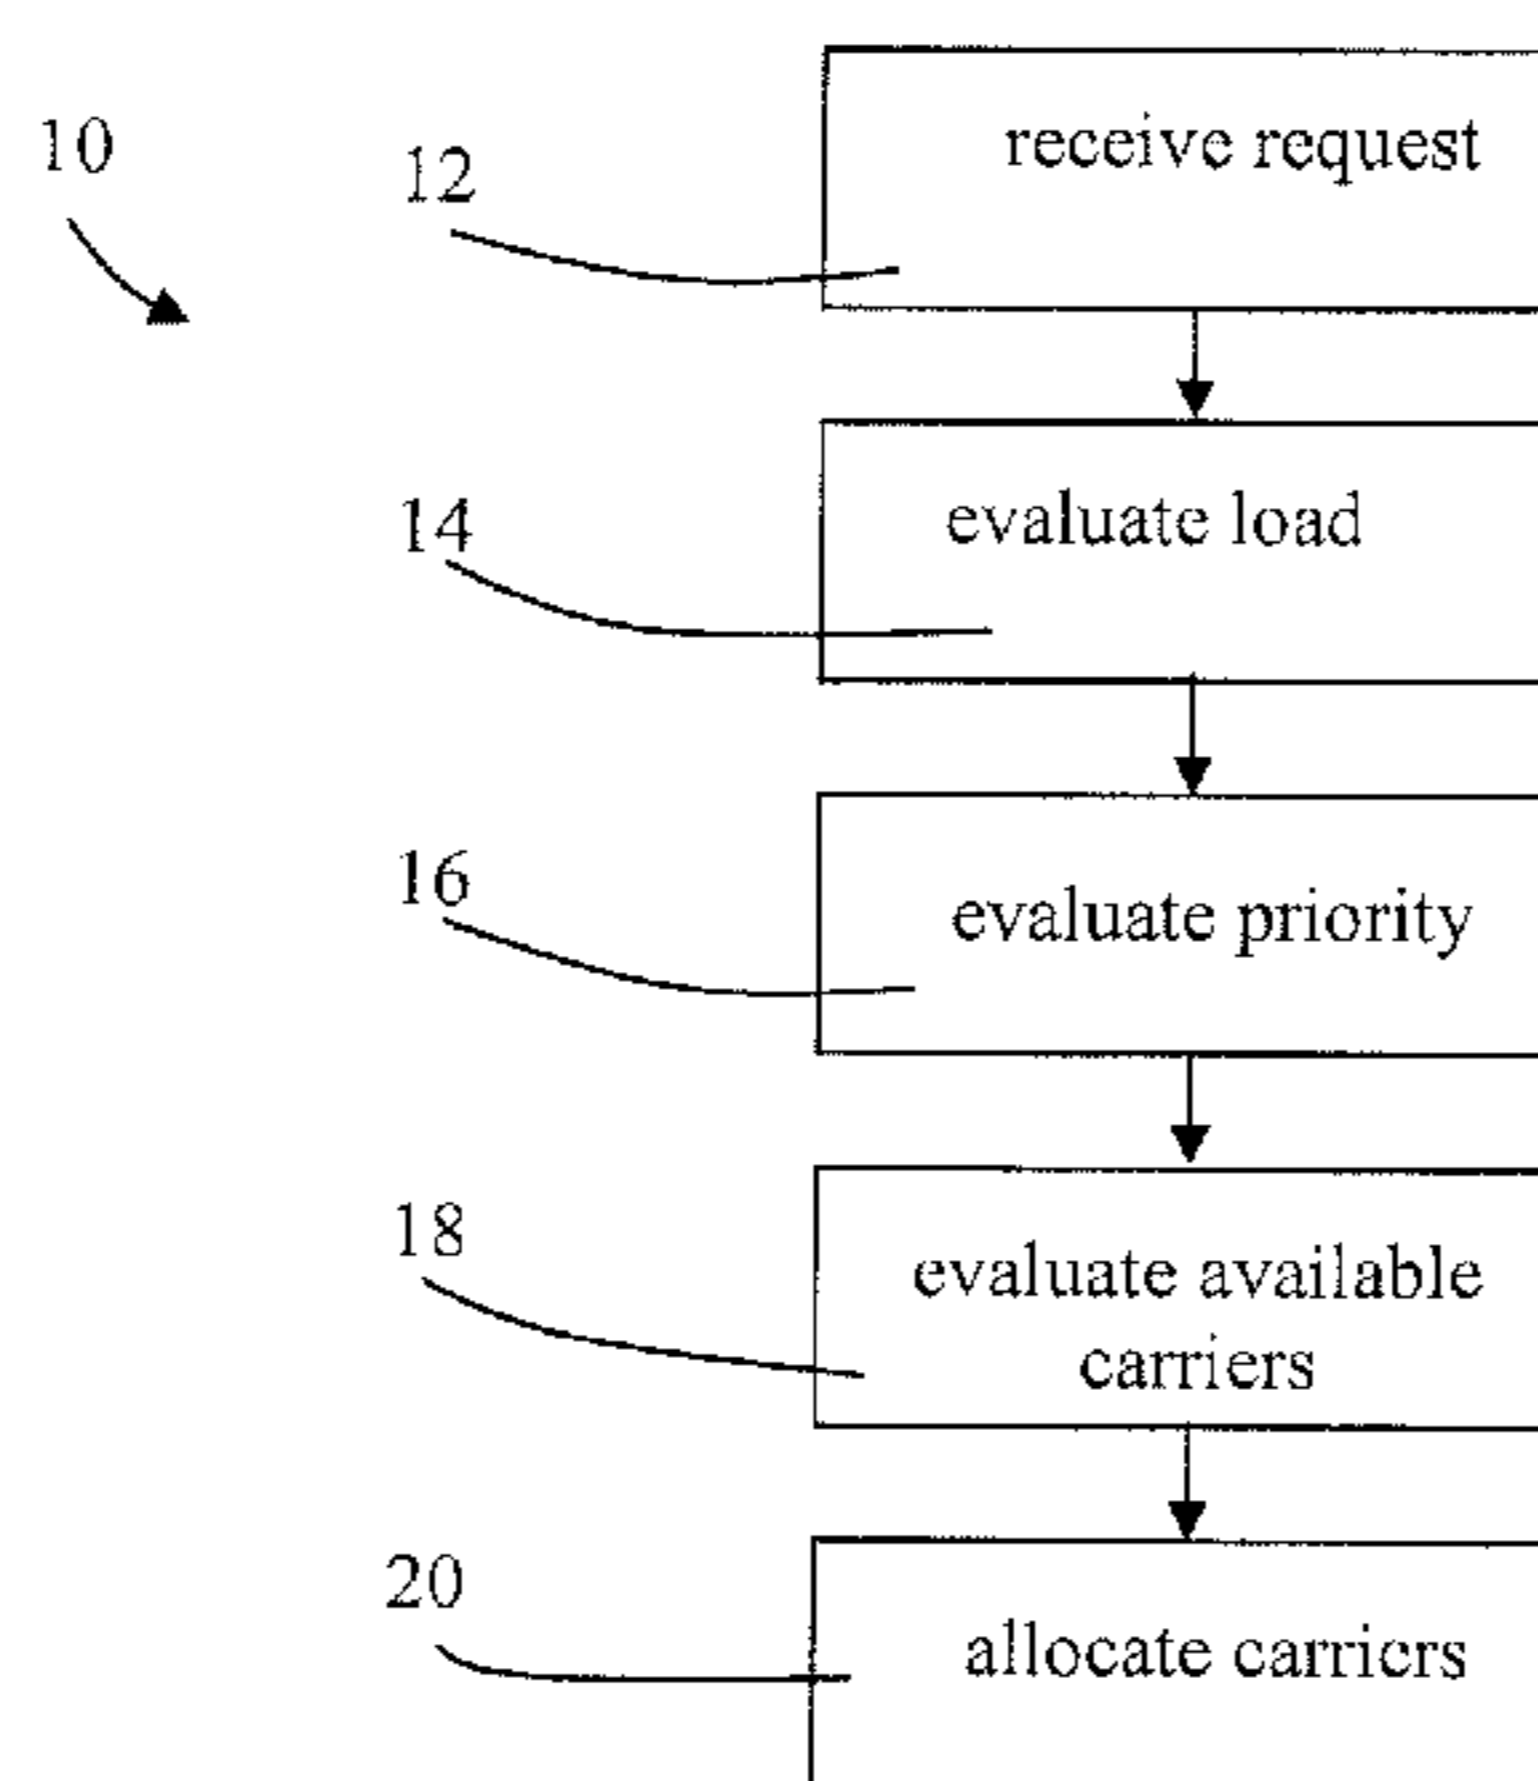 10
12
receive request
14
evaluate load
16
evaluate priority
18
evaluate available
carriers
20
allocate carriers